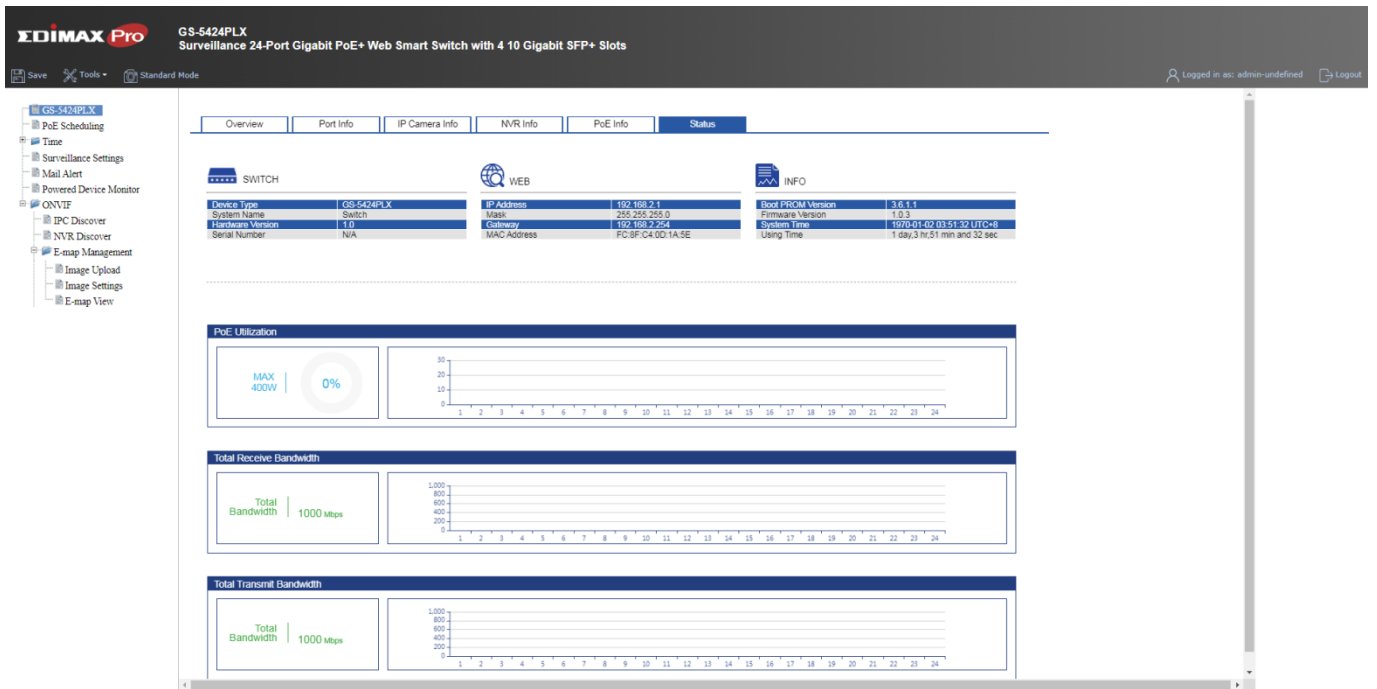 EDIMAX Pro
GS-5424PLX
Surveillance 24-Port Gigabit PoE+ Web Smart Switch with 4 10 Gigabit SFP+ Slots
Save Tools Standard Mode Logged in as: admin-undefined Logout
GS-5424PLX
PoE Scheduling
Time
Surveillance Settings
Mail Alert
Powered Device Monitor
ONVIF
IPC Discover
NVR Discover
E-map Management
Image Upload
Image Settings
E-map View
Overview Port Info IP Camera Info NVR Info PoE Info Status
SWITCH
Device Type GS-5424PLX
System Name Switch
Hardware Version 1.0
Serial Number N/A
WEB
IP Address 192.168.2.1
Mask 255.255.255.0
Gateway 192.168.2.254
MAC Address FC:8F:C4:0D:1A:5E
INFO
Boot PROM Version 3.6.1.1
Firmware Version 1.0.3
System Time 1970-01-02 03:51:32 UTC+8
Using Time 1 day,3 hr,51 min and 32 sec
PoE Utilization
MAX
400W
0%
30
20
10
0
1 2 3 4 5 6 7 8 9 10 11 12 13 14 15 16 17 18 19 20 21 22 23 24
Total Receive Bandwidth
Total
Bandwidth
1000 Mbps
1,000
800
600
400
200
0
1 2 3 4 5 6 7 8 9 10 11 12 13 14 15 16 17 18 19 20 21 22 23 24
Total Transmit Bandwidth
Total
Bandwidth
1000 Mbps
1,000
800
600
400
200
0
1 2 3 4 5 6 7 8 9 10 11 12 13 14 15 16 17 18 19 20 21 22 23 24